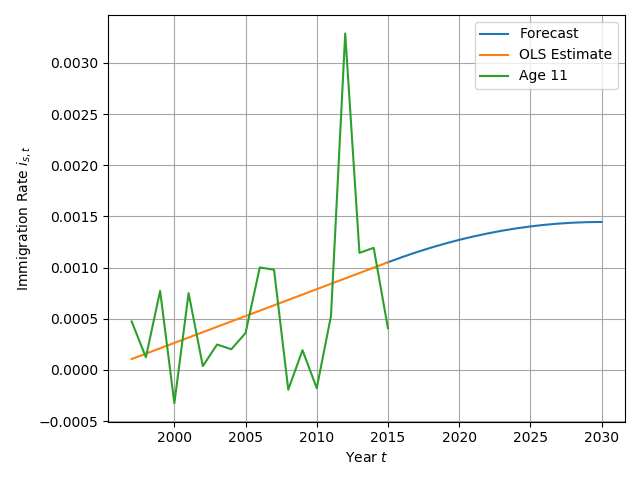 Forecast
OLS Estimate
Age 11
Immigration Rate i_{s,t}
0.0030
0.0025
0.0020
0.0015
0.0010
0.0005
0.0000
−0.0005
2000 2005 2010 2015 2020 2025 2030
Year t